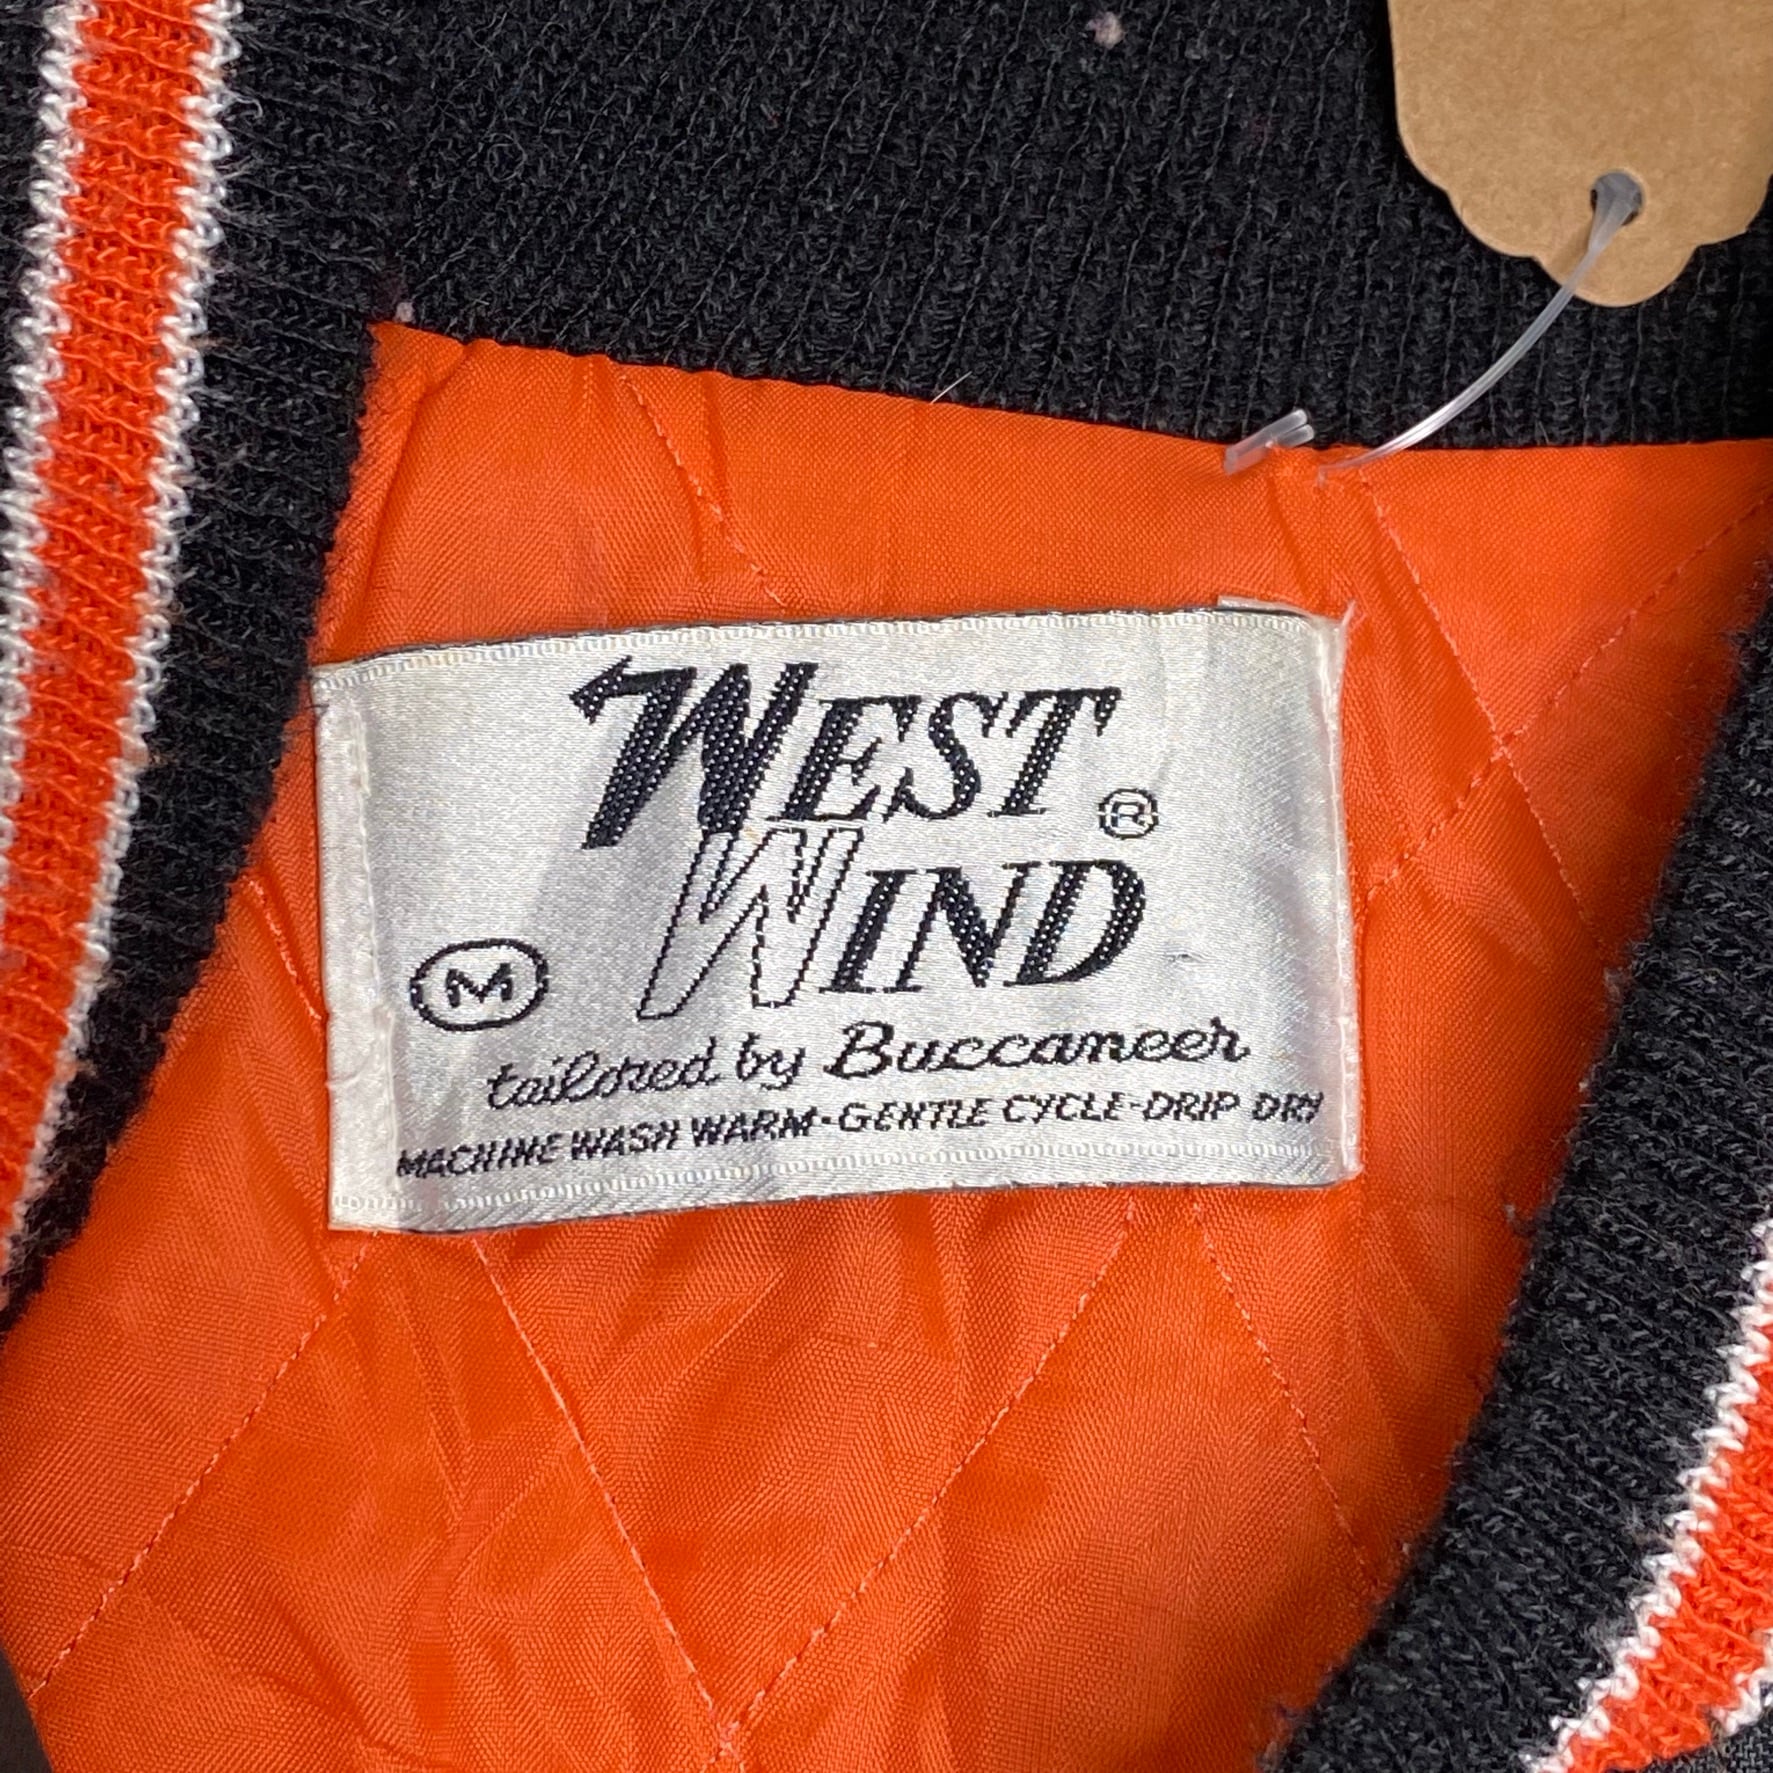 WEST
WIND ®
M
tailored by Buccaneer
MACHINE WASH WARM-GENTLE CYCLE-DRIP DRY